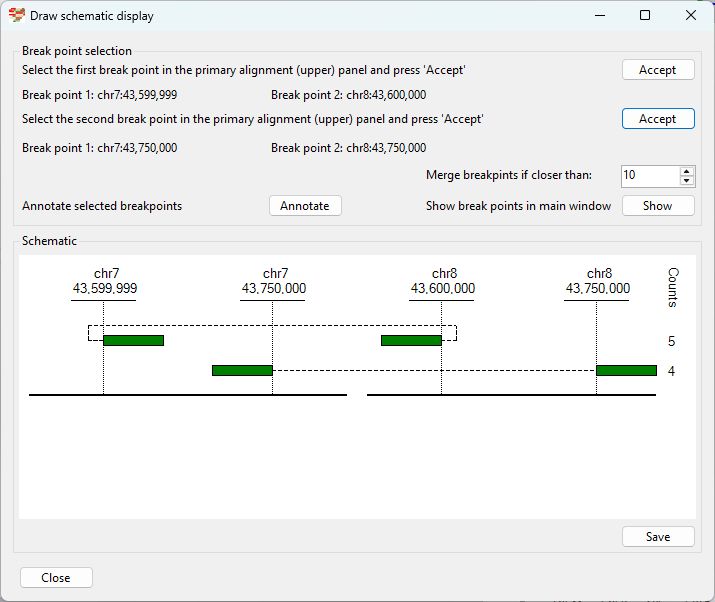 Draw schematic display
Break point selection
Select the first break point in the primary alignment (upper) panel and press 'Accept'
Accept
Break point 1: chr7:43,599,999 Break point 2: chr8:43,600,000
Select the second break point in the primary alignment (upper) panel and press 'Accept'
Accept
Break point 1: chr7:43,750,000 Break point 2: chr8:43,750,000
Merge breakpints if closer than: 10
Annotate selected breakpoints Annotate Show break points in main window Show
Schematic
chr7 chr7 chr8 chr8
43,599,999 43,750,000 43,600,000 43,750,000
Counts
5
4
Save
Close